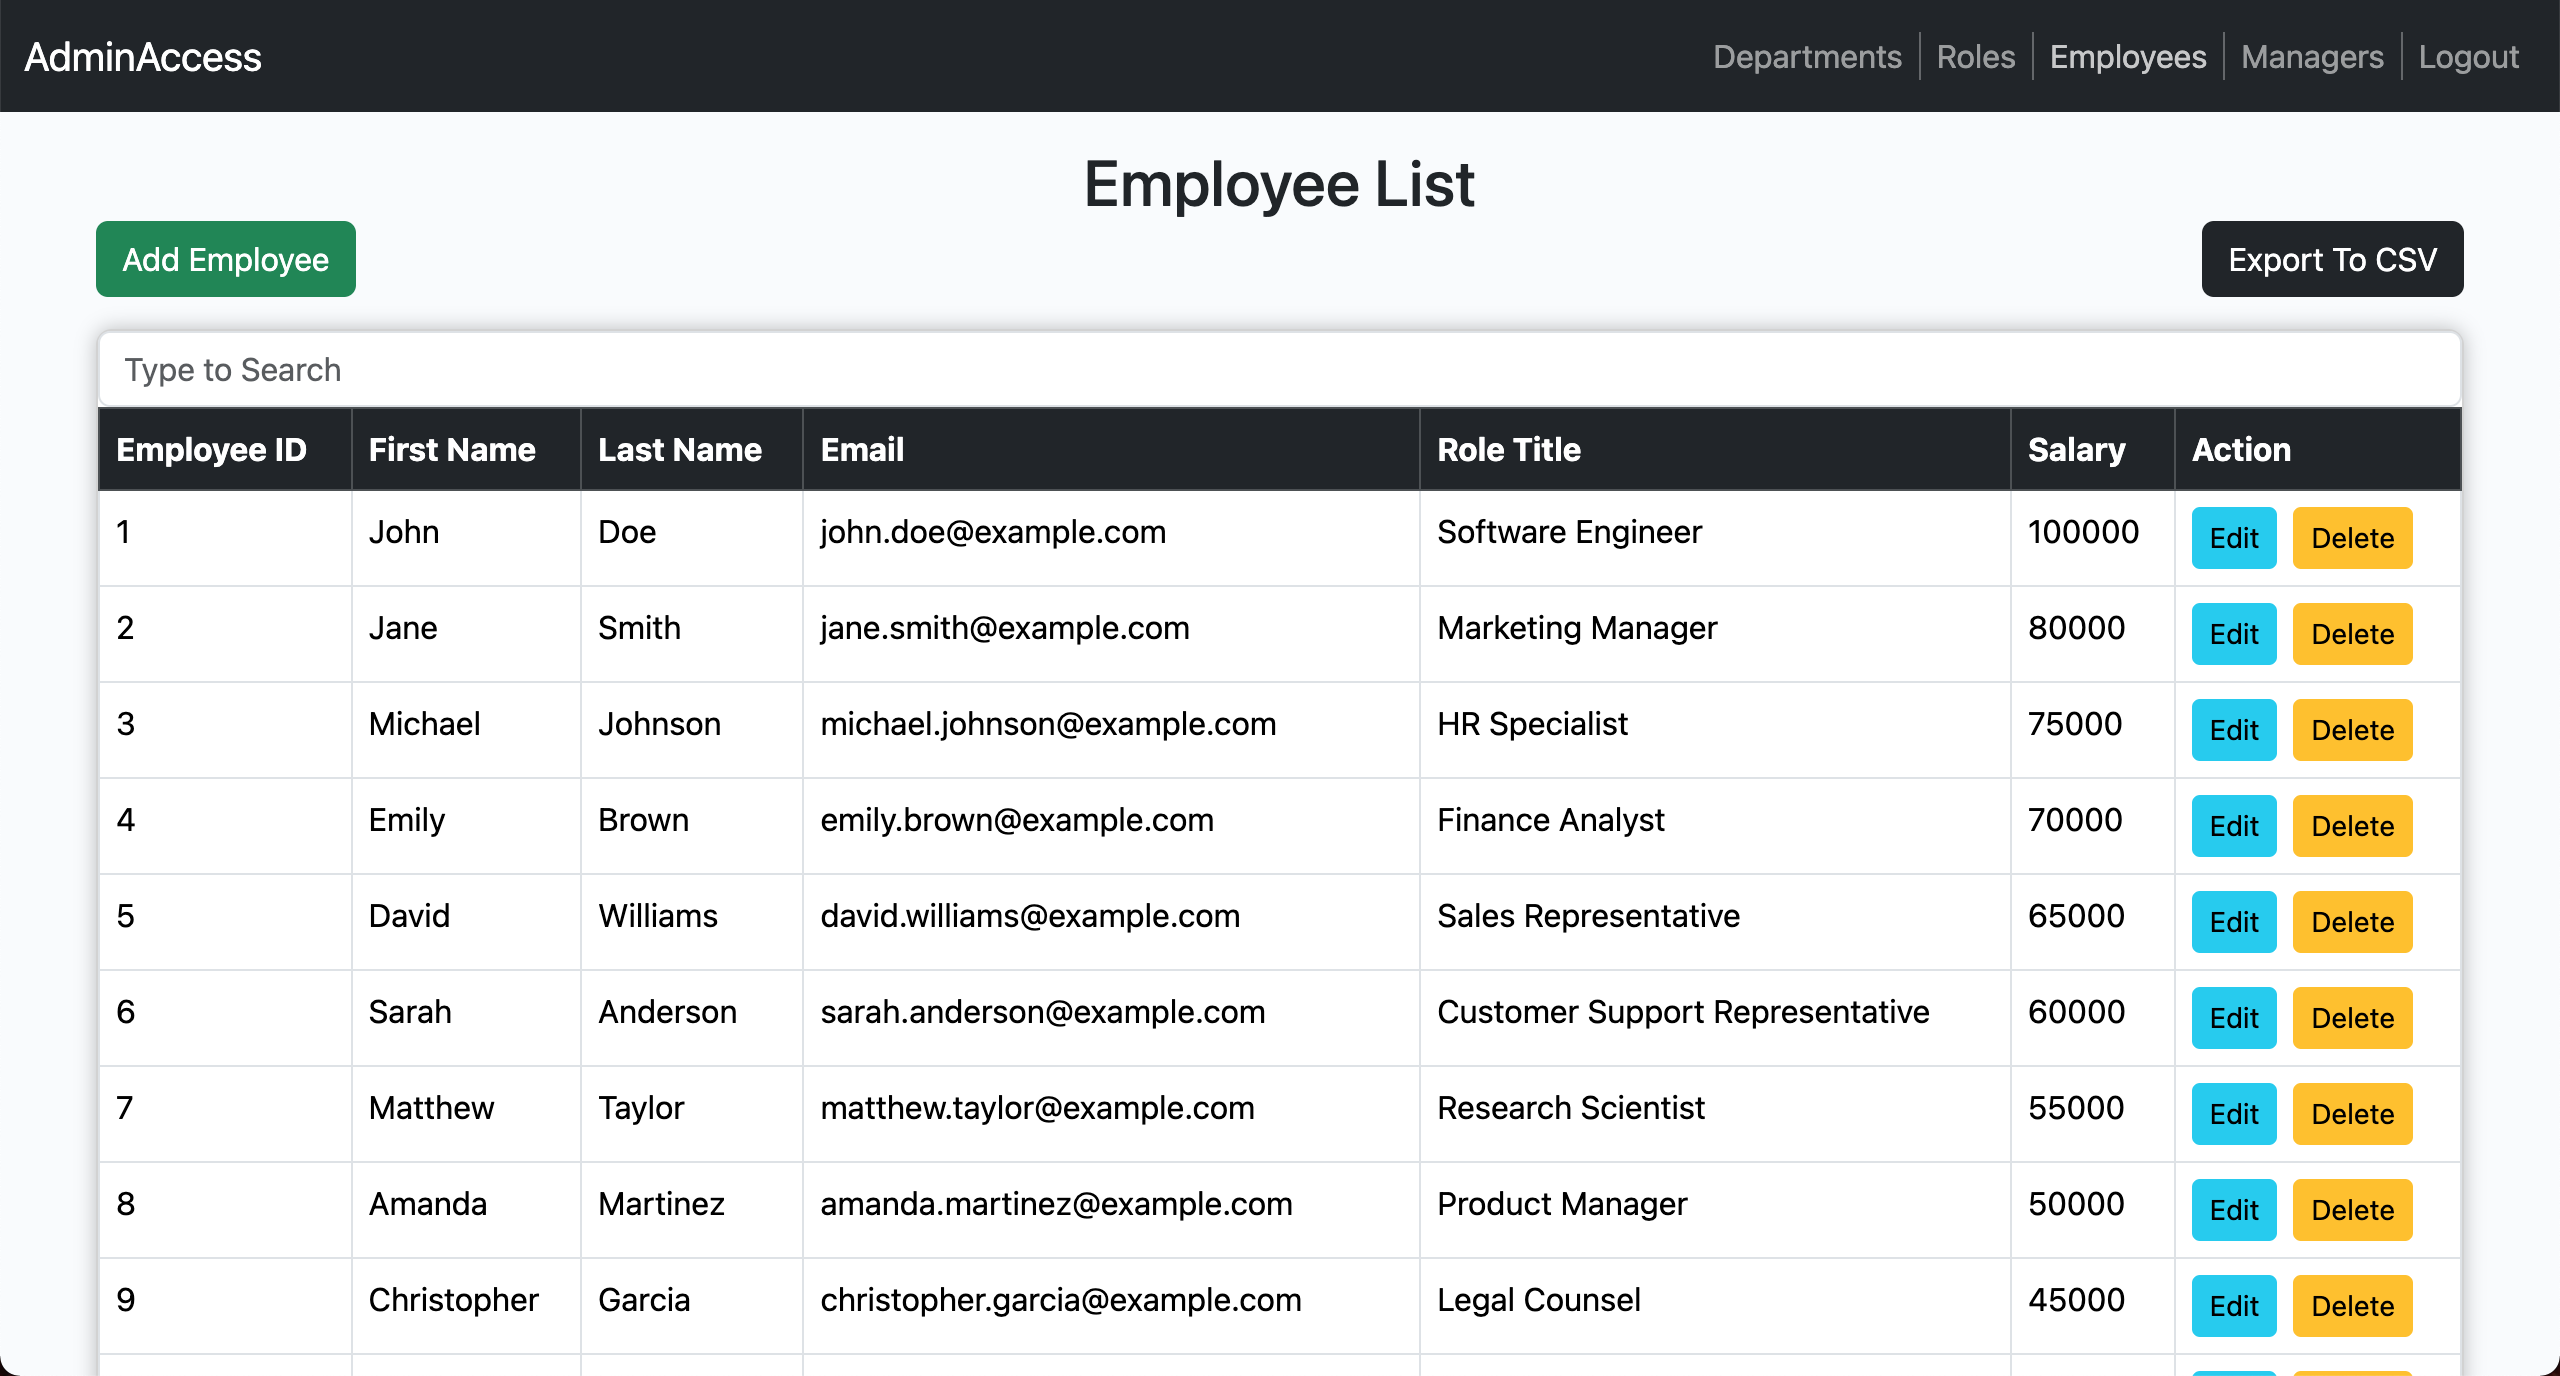 AdminAccess Departments Roles Employees Managers Logout
Employee List
Add Employee Export To CSV
Type to Search
Employee ID First Name Last Name Email Role Title Salary Action
1 John Doe john.doe@example.com Software Engineer 100000 Edit Delete
2 Jane Smith jane.smith@example.com Marketing Manager 80000 Edit Delete
3 Michael Johnson michael.johnson@example.com HR Specialist 75000 Edit Delete
4 Emily Brown emily.brown@example.com Finance Analyst 70000 Edit Delete
5 David Williams david.williams@example.com Sales Representative 65000 Edit Delete
6 Sarah Anderson sarah.anderson@example.com Customer Support Representative 60000 Edit Delete
7 Matthew Taylor matthew.taylor@example.com Research Scientist 55000 Edit Delete
8 Amanda Martinez amanda.martinez@example.com Product Manager 50000 Edit Delete
9 Christopher Garcia christopher.garcia@example.com Legal Counsel 45000 Edit Delete